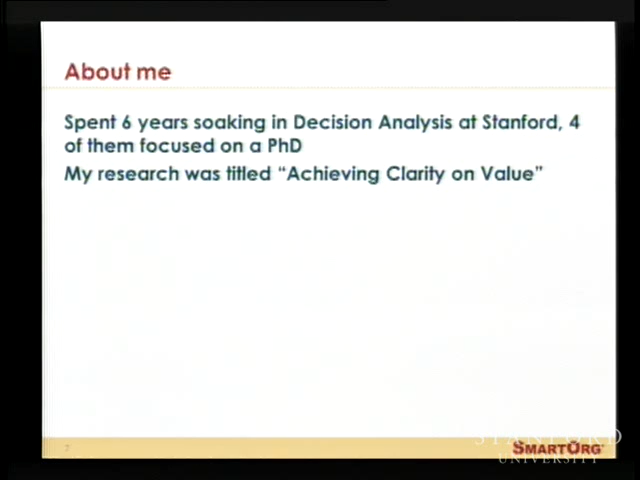 About me
Spent 6 years soaking in Decision Analysis at Stanford, 4
of them focused on a PhD
My research was titled “Achieving Clarity on Value”
STANFORD
SMARTORG
UNIVERSITY